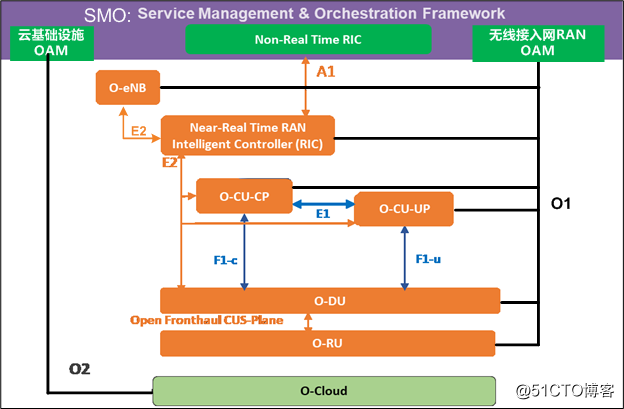 SMO: Service Management & Orchestration Framework
云基础设施
OAM
Non-Real Time RIC
无线接入网RAN
OAM
A1
O-eNB
E2
Near-Real Time RAN
Intelligent Controller (RIC)
E2
O-CU-CP
E1
O-CU-UP
O1
F1-c
F1-u
O-DU
Open Fronthaul CUS-Plane
O-RU
O2
O-Cloud
@51CTO博客